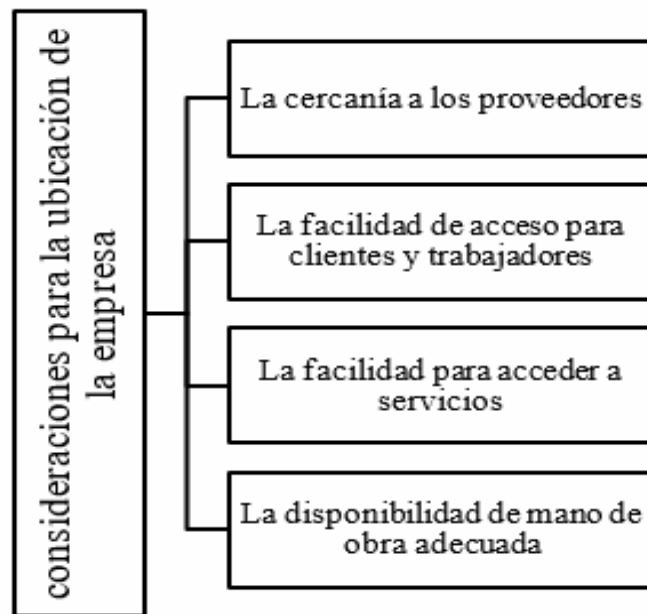 consideraciones para la ubicación de
la empresa
La cercanía a los proveedores
La facilidad de acceso para
clientes y trabajadores
La facilidad para acceder a
servicios
La disponibilidad de mano de
obra adecuada